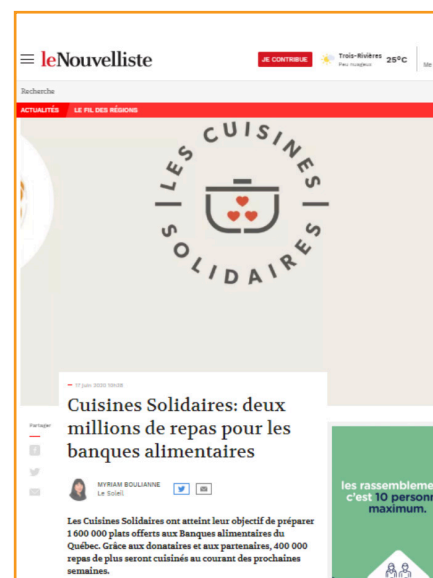 leNouvelliste
JE CONTRIBUE
Trois-Rivières
Peu nuageux
25°C
Me
Recherche
ACTUALITÉS
LE FIL DES RÉGIONS
LES CUISINES
SOLIDAIRES
17 juin 2020
Cuisines Solidaires: deux
millions de repas pour les
banques alimentaires
Partager
MYRIAM BOULIANNE
Le Soleil
Les Cuisines Solidaires ont atteint leur objectif de préparer
1 600 000 plats offerts aux Banques alimentaires du
Québec. Grâce aux donataires et aux partenaires, 400 000
repas de plus seront cuisinés au courant des prochaines
semaines.
les rassembleme
c'est 10 personn
maximum.